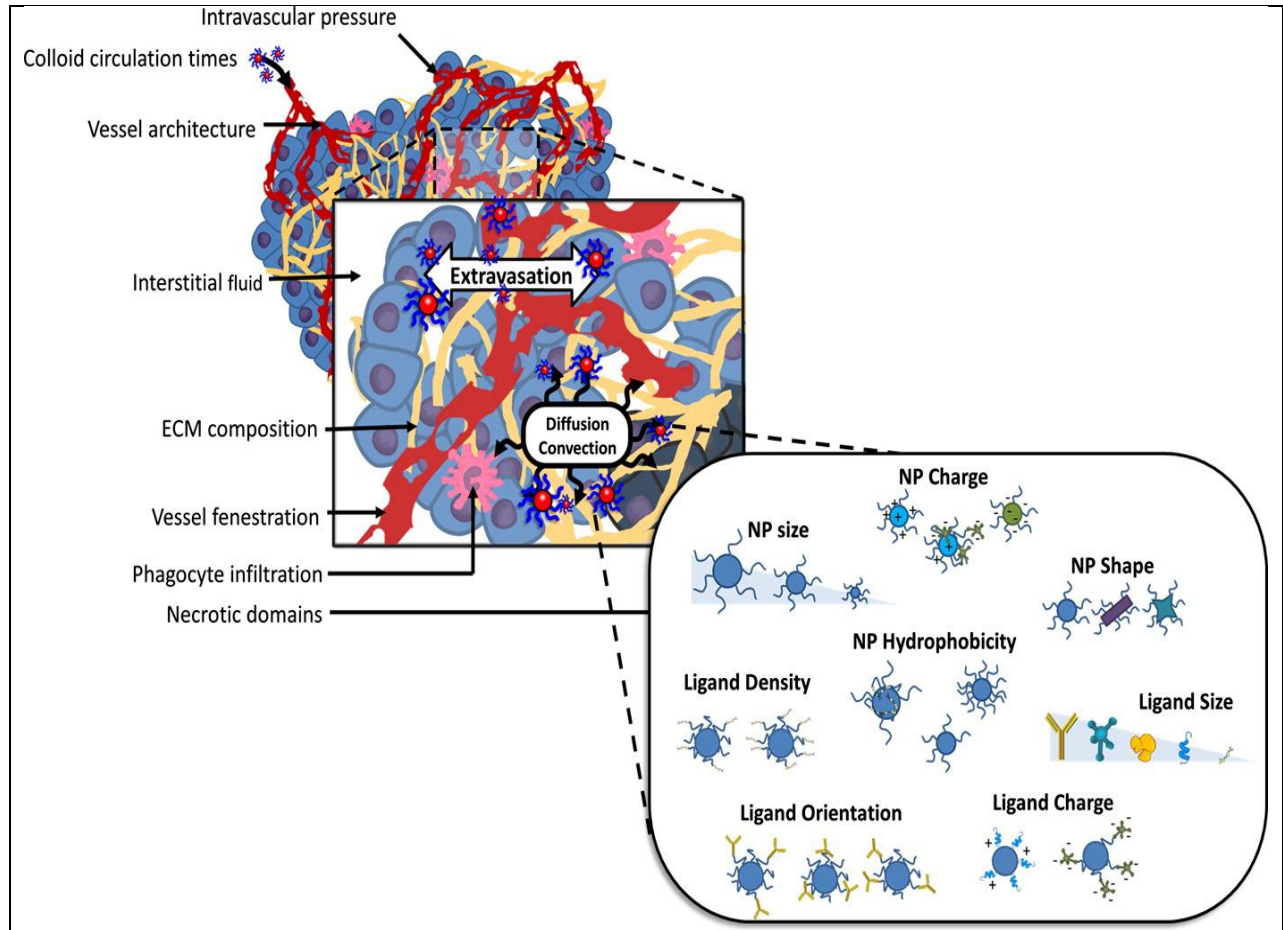 Intravascular pressure
Colloid circulation times
Vessel architecture
Interstitial fluid
Extravasation
ECM composition
Diffusion
Convection
Vessel fenestration
Phagocyte infiltration
Necrotic domains
NP Charge
+ + + + + +
- - - - + + +
- - -
NP size
NP Shape
NP Hydrophobicity
Ligand Density
Ligand Size
Ligand Orientation
Ligand Charge
+ + +
- - - - - - - -